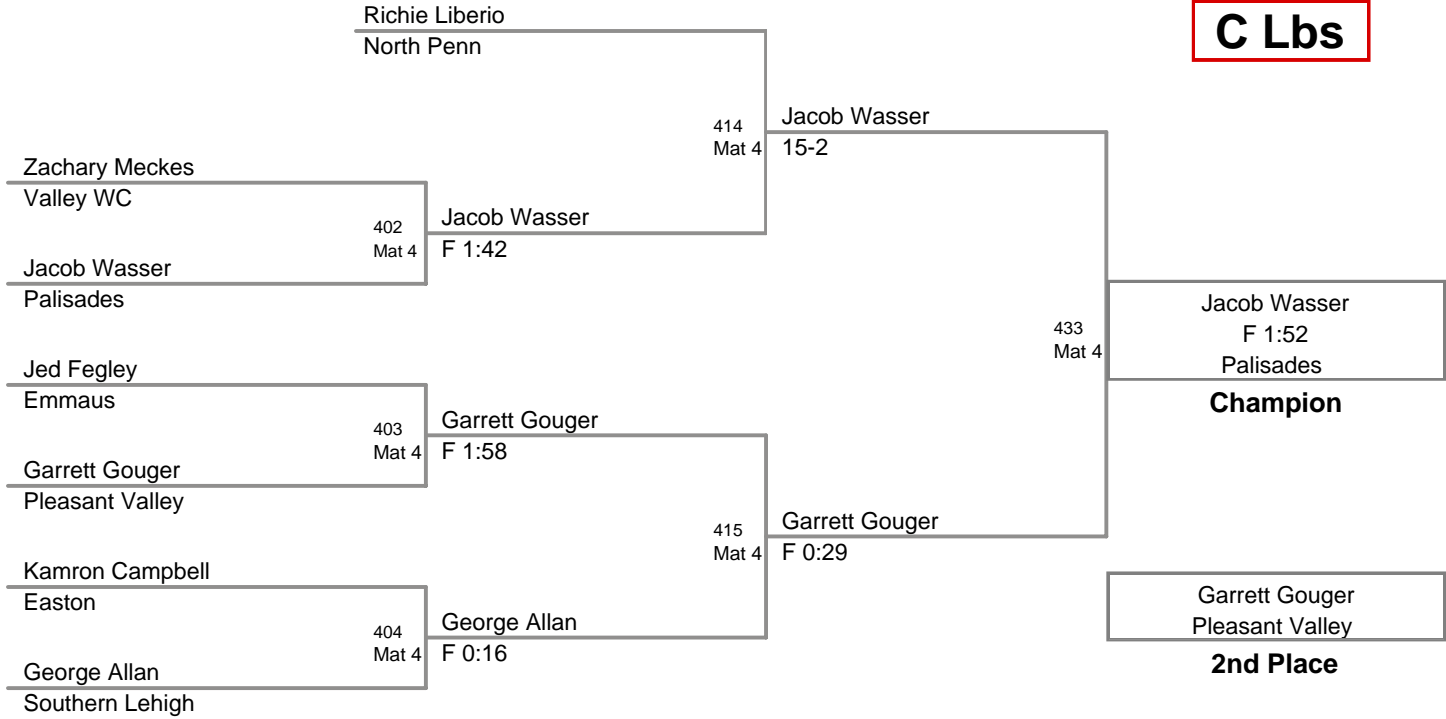 Richie Liberio
North Penn
C Lbs
414
Mat 4
Jacob Wasser
15-2
Zachary Meckes
Valley WC
402
Mat 4
Jacob Wasser
F 1:42
Jacob Wasser
Palisades
433
Mat 4
Jacob Wasser
F 1:52
Palisades
Champion
Jed Fegley
Emmaus
403
Mat 4
Garrett Gouger
F 1:58
Garrett Gouger
Pleasant Valley
415
Mat 4
Garrett Gouger
F 0:29
Kamron Campbell
Easton
404
Mat 4
George Allan
F 0:16
George Allan
Southern Lehigh
Garrett Gouger
Pleasant Valley
2nd Place